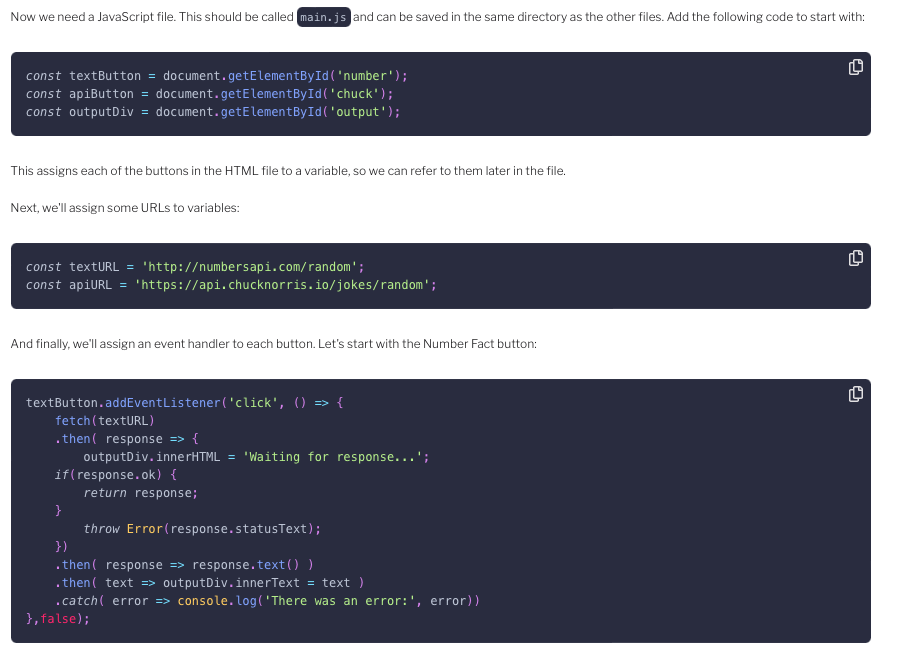 Now we need a JavaScript file. This should be called main.js and can be saved in the same directory as the other files. Add the following code to start with:
const textButton = document.getElementById('number');
const apiButton = document.getElementById('chuck');
const outputDiv = document.getElementById('output');
This assigns each of the buttons in the HTML file to a variable, so we can refer to them later in the file.
Next, we'll assign some URLs to variables:
const textURL = 'http://numbersapi.com/random';
const apiURL = 'https://api.chucknorris.io/jokes/random';
And finally, we'll assign an event handler to each button. Let's start with the Number Fact button:
textButton.addEventListener('click', () => {
    fetch(textURL)
    .then( response => {
        outputDiv.innerHTML = 'Waiting for response...';
    if(response.ok) {
        return response;
    }
        throw Error(response.statusText);
    })
    .then( response => response.text() )
    .then( text => outputDiv.innerText = text )
    .catch( error => console.log('There was an error:', error))
},false);